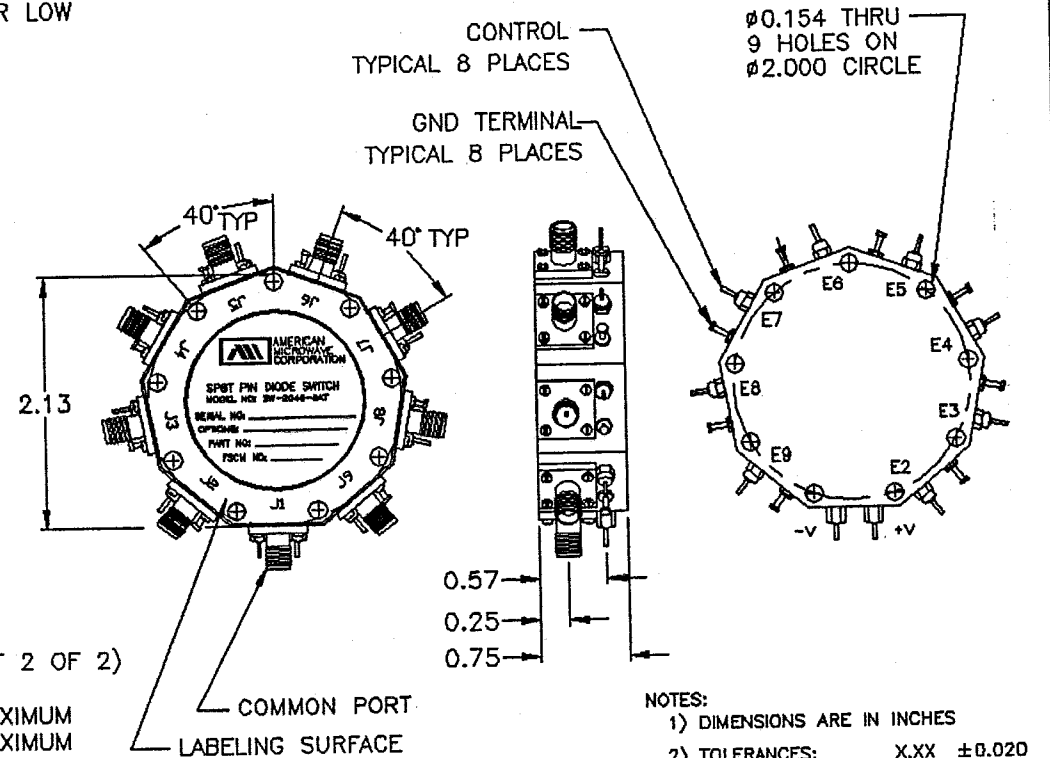 R LOW
CONTROL
TYPICAL 8 PLACES
GND TERMINAL
TYPICAL 8 PLACES
ø0.154 THRU
9 HOLES ON
ø2.000 CIRCLE
40° TYP
40° TYP
2.13
J5
J6
J4
J7
J3
J8
J2
J9
J1
AMERICAN
MICROWAVE
CORPORATION
SP8T PIN DIODE SWITCH
MODEL NO:
SERIAL NO:
OPTIONS:
PART NO:
FSCM NO:
E6
E5
E7
E4
E8
E3
E9
E2
-V
+V
0.57
0.25
0.75
T 2 OF 2)
XIMUM
XIMUM
COMMON PORT
LABELING SURFACE
NOTES:
1) DIMENSIONS ARE IN INCHES
2) TOLERANCES: X.XX ±0.020